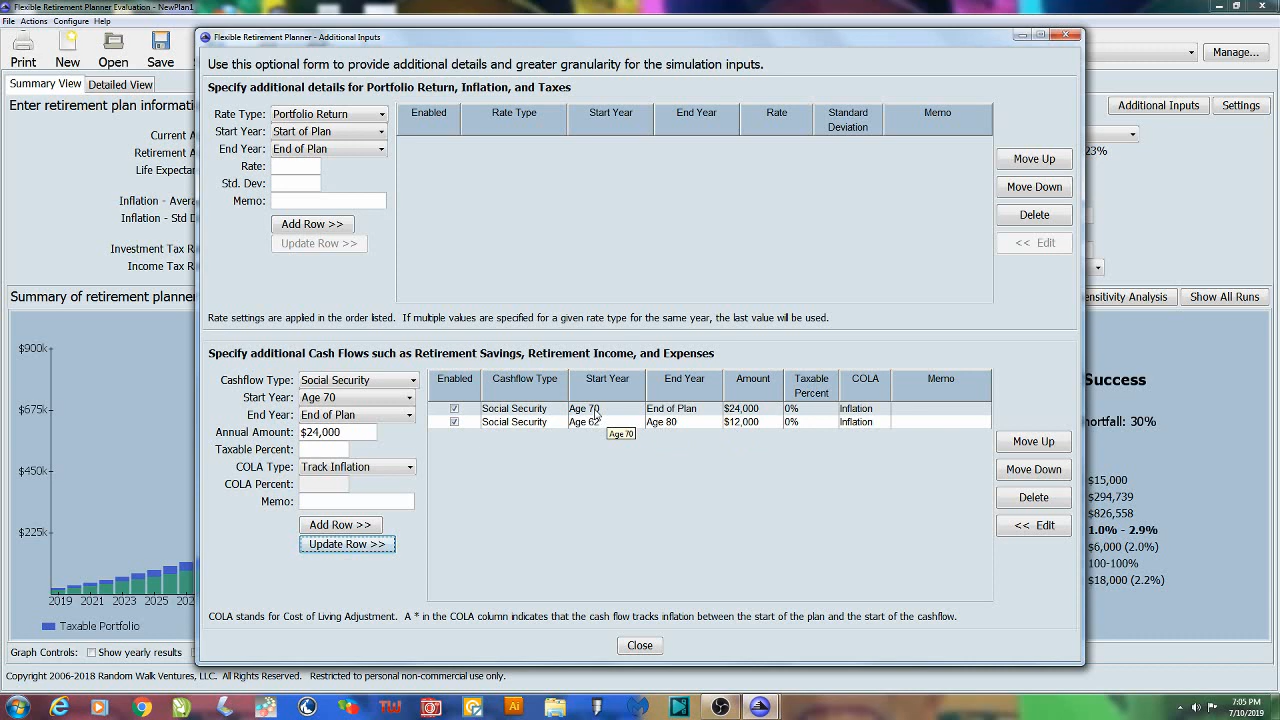 Flexible Retirement Planner Evaluation - NewPlan1
File Actions Configure Help
Print New Open Save
Manage...
Summary View Detailed View
Enter retirement plan informati
Additional Inputs Settings
Current A
Retirement A
23%
Life Expecta
Inflation - Avera
Inflation - Std D
Investment Tax R
Income Tax R
Summary of retirement planner
ensitivity Analysis Show All Runs
Flexible Retirement Planner - Additional Inputs
Use this optional form to provide additional details and greater granularity for the simulation inputs.
Specify additional details for Portfolio Return, Inflation, and Taxes
Rate Type: Portfolio Return
Start Year: Start of Plan
End Year: End of Plan
Rate:
Std. Dev:
Memo:
Add Row >>
Update Row >>
Enabled Rate Type Start Year End Year Rate Standard Deviation Memo
Move Up
Move Down
Delete
<< Edit
Rate settings are applied in the order listed. If multiple values are specified for a given rate type for the same year, the last value will be used.
Specify additional Cash Flows such as Retirement Savings, Retirement Income, and Expenses
Cashflow Type: Social Security
Start Year: Age 70
End Year: End of Plan
Annual Amount: $24,000
Taxable Percent:
COLA Type: Track Inflation
COLA Percent:
Memo:
Add Row >>
Update Row >>
Enabled Cashflow Type Start Year End Year Amount Taxable Percent COLA Memo
Social Security Age 70 End of Plan $24,000 0% Inflation
Social Security Age 62 Age 80 $12,000 0% Inflation
Age 70
Move Up
Move Down
Delete
<< Edit
COLA stands for Cost of Living Adjustment. A * in the COLA column indicates that the cash flow tracks inflation between the start of the plan and the start of the cashflow.
Close
$900k
$675k
$450k
$225k
2019 2021 2023 2025 202
Taxable Portfolio
Success
ortfall: 30%
$15,000
$294,739
$826,558
1.0% - 2.9%
$6,000 (2.0%)
100-100%
$18,000 (2.2%)
Graph Controls: Show yearly results
Copyright 2006-2018 Random Walk Ventures, LLC. All Rights Reserved. Restricted to personal non-commercial use only.
TW
Ai
7:05 PM
7/10/2019